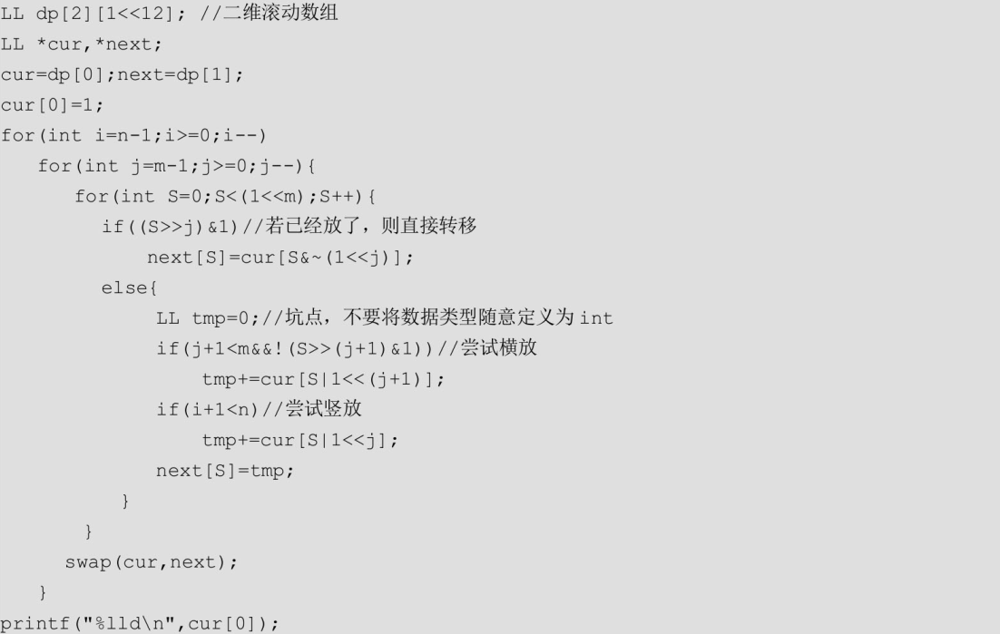 LL dp[2][1<<12]; //二维滚动数组
LL *cur,*next;
cur=dp[0];next=dp[1];
cur[0]=1;
for(int i=n-1;i>=0;i--)
for(int j=m-1;j>=0;j--){
for(int S=0;S<(1<<m);S++){
if((S>>j)&1)//若已经放了，则直接转移
next[S]=cur[S&~(1<<j)];
else{
LL tmp=0;//坑点，不要将数据类型随意定义为 int
if(j+1<m&&!(S>>(j+1)&1))//尝试横放
tmp+=cur[S|1<<(j+1)];
if(i+1<n)//尝试竖放
tmp+=cur[S|1<<j];
next[S]=tmp;
}
}
swap(cur,next);
}
printf("%lld\n",cur[0]);